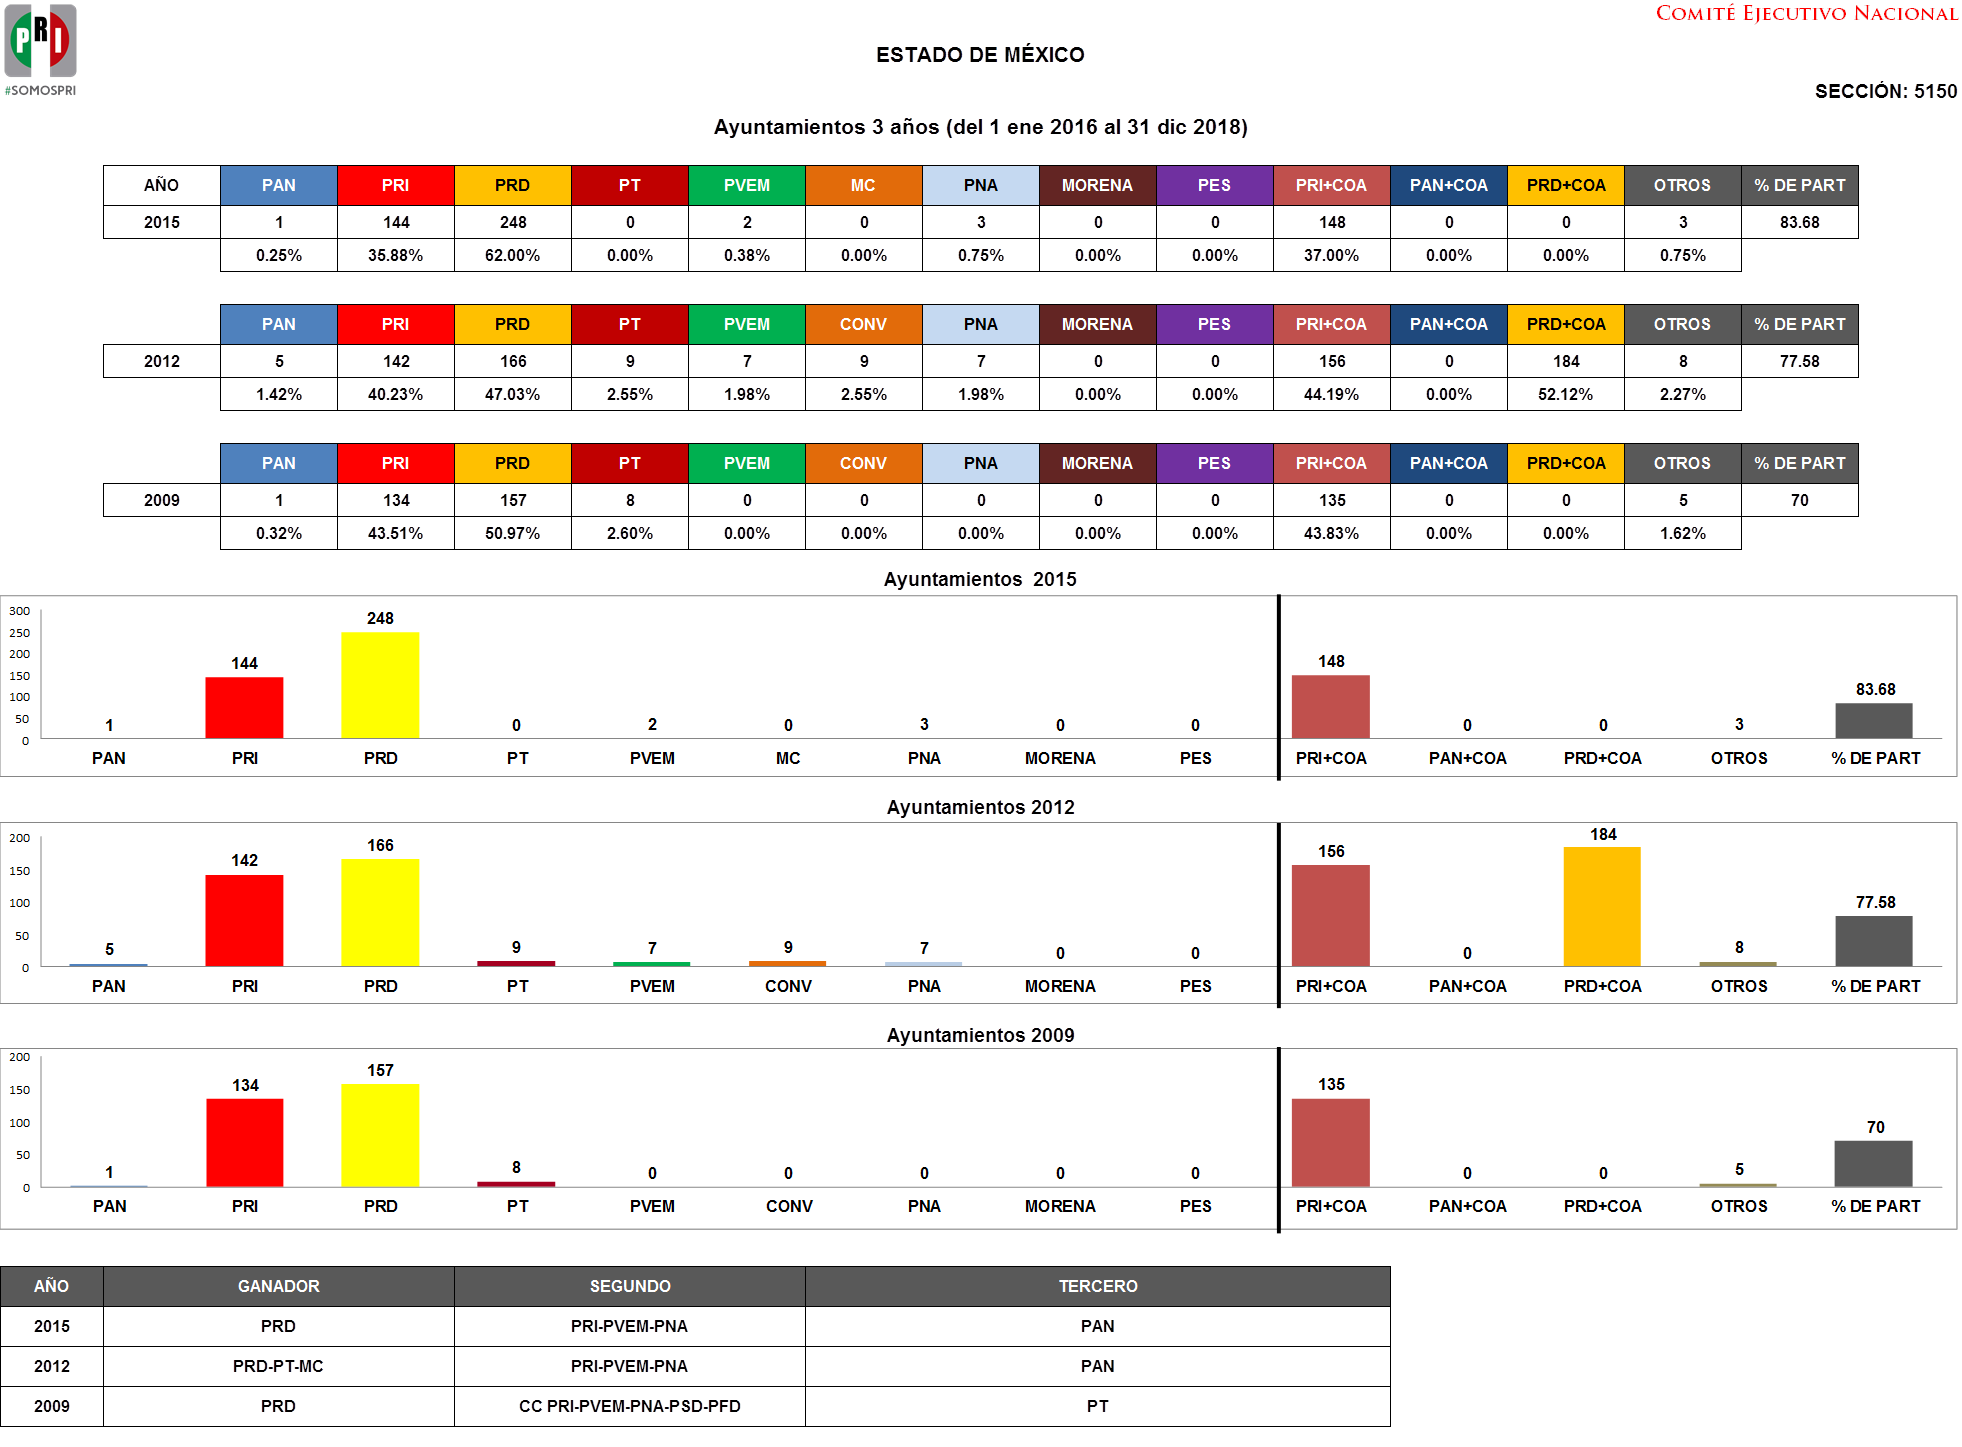 PRI
#SOMOSPRI
COMITÉ EJECUTIVO NACIONAL
ESTADO DE MÉXICO
SECCIÓN: 5150
Ayuntamientos 3 años (del 1 ene 2016 al 31 dic 2018)
AÑO PAN PRI PRD PT PVEM MC PNA MORENA PES PRI+COA PAN+COA PRD+COA OTROS % DE PART
2015 1 144 248 0 2 0 3 0 0 148 0 0 3 83.68
0.25% 35.88% 62.00% 0.00% 0.38% 0.00% 0.75% 0.00% 0.00% 37.00% 0.00% 0.00% 0.75%
PAN PRI PRD PT PVEM CONV PNA MORENA PES PRI+COA PAN+COA PRD+COA OTROS % DE PART
2012 5 142 166 9 7 9 7 0 0 156 0 184 8 77.58
1.42% 40.23% 47.03% 2.55% 1.98% 2.55% 1.98% 0.00% 0.00% 44.19% 0.00% 52.12% 2.27%
PAN PRI PRD PT PVEM CONV PNA MORENA PES PRI+COA PAN+COA PRD+COA OTROS % DE PART
2009 1 134 157 8 0 0 0 0 0 135 0 0 5 70
0.32% 43.51% 50.97% 2.60% 0.00% 0.00% 0.00% 0.00% 0.00% 43.83% 0.00% 0.00% 1.62%
Ayuntamientos 2015
300
250
200
150
100
50
0
1 144 248 0 2 0 3 0 0 148 0 0 3 83.68
PAN PRI PRD PT PVEM MC PNA MORENA PES PRI+COA PAN+COA PRD+COA OTROS % DE PART
Ayuntamientos 2012
200
150
100
50
0
5 142 166 9 7 9 7 0 0 156 0 184 8 77.58
PAN PRI PRD PT PVEM CONV PNA MORENA PES PRI+COA PAN+COA PRD+COA OTROS % DE PART
Ayuntamientos 2009
200
150
100
50
0
1 134 157 8 0 0 0 0 0 135 0 0 5 70
PAN PRI PRD PT PVEM CONV PNA MORENA PES PRI+COA PAN+COA PRD+COA OTROS % DE PART
AÑO GANADOR SEGUNDO TERCERO
2015 PRD PRI-PVEM-PNA PAN
2012 PRD-PT-MC PRI-PVEM-PNA PAN
2009 PRD CC PRI-PVEM-PNA-PSD-PFD PT